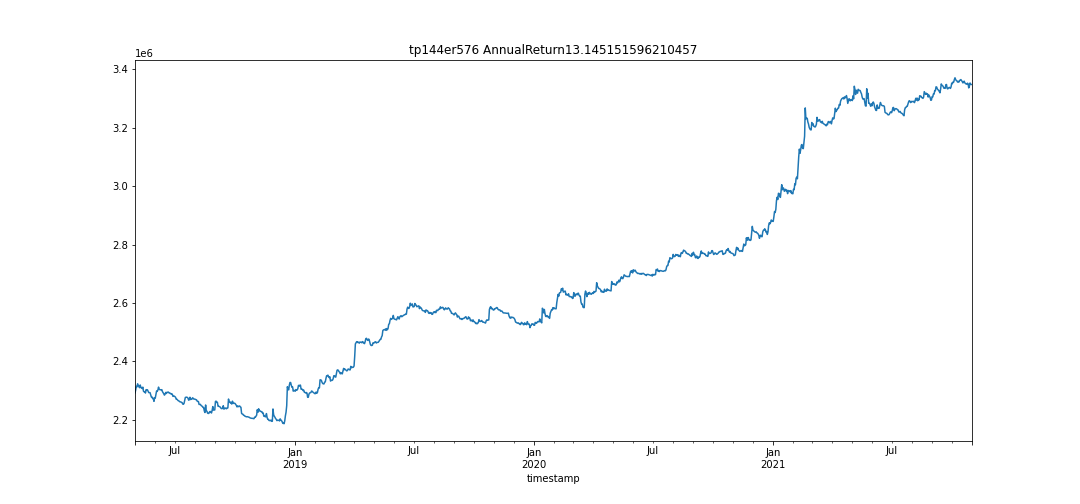 tp144er576 AnnualReturn13.145151596210457
1e6
3.4
3.2
3.0
2.8
2.6
2.4
2.2
Jul
Jan
2019
Jul
Jan
2020
Jul
Jan
2021
Jul
timestamp